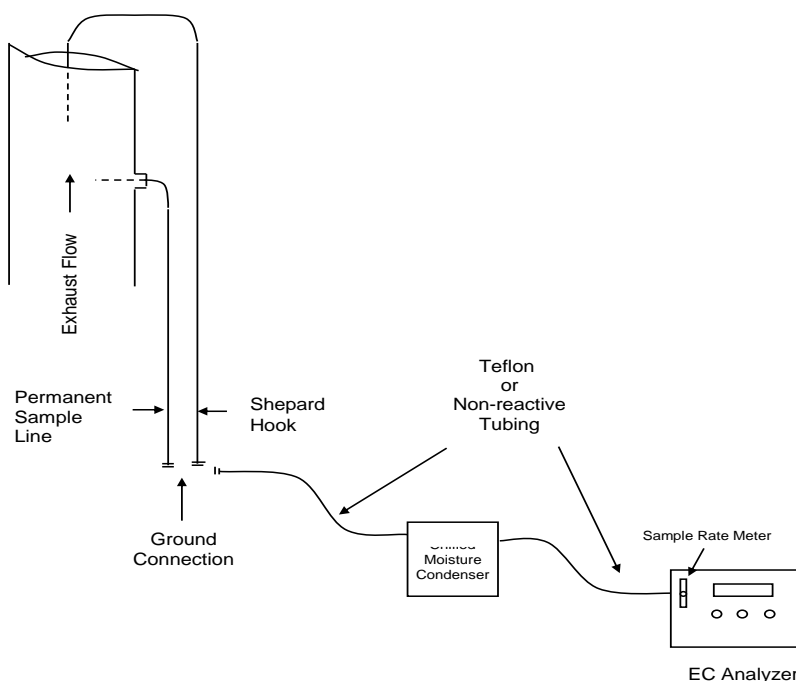 Exhaust Flow
Permanent
Sample
Line
Shepard
Hook
Ground
Connection
Teflon
or
Non-reactive
Tubing
Moisture
Condenser
Sample Rate Meter
EC Analyzer